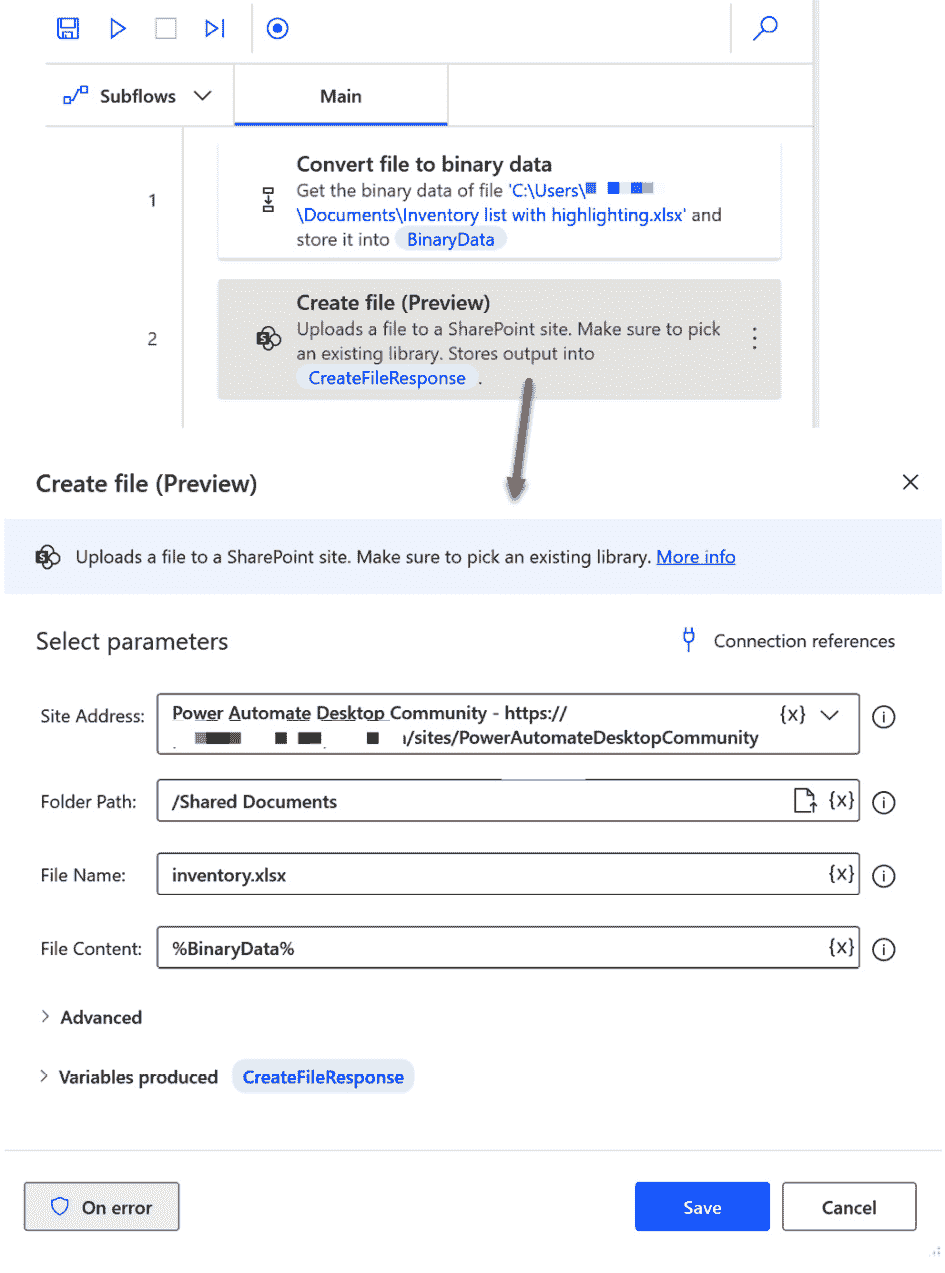 Subflows
Main
1
Convert file to binary data
Get the binary data of file 'C:\Users\
\Documents\Inventory list with highlighting.xlsx' and
store it into BinaryData
2
Create file (Preview)
Uploads a file to a SharePoint site. Make sure to pick
an existing library. Stores output into
CreateFileResponse .
Create file (Preview)
Uploads a file to a SharePoint site. Make sure to pick an existing library. More info
Select parameters
Connection references
Site Address:
Power Automate Desktop Community - https:// {x}
/sites/PowerAutomateDesktopCommunity
Folder Path:
/Shared Documents {x}
File Name:
inventory.xlsx {x}
File Content:
%BinaryData% {x}
Advanced
Variables produced CreateFileResponse
On error
Save
Cancel